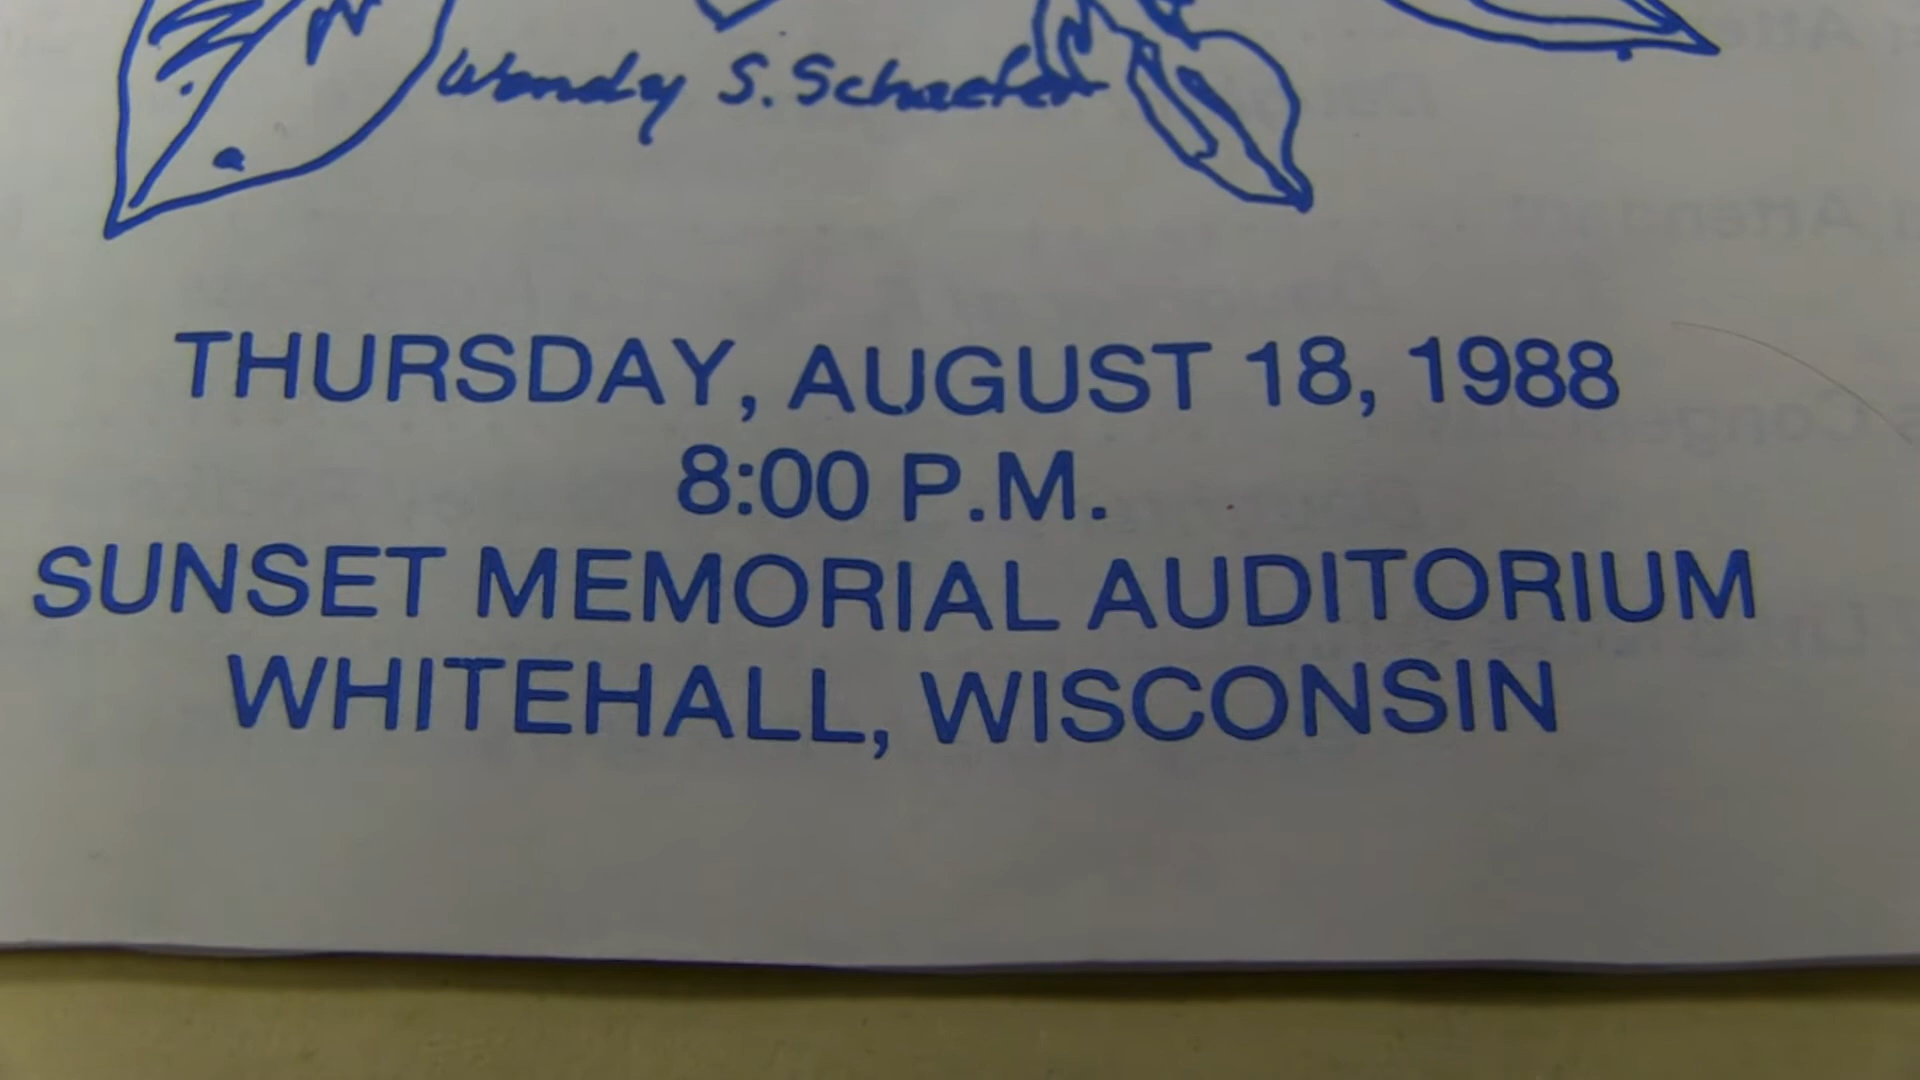 Wendy S. Schaefer
THURSDAY, AUGUST 18, 1988
8:00 P.M.
SUNSET MEMORIAL AUDITORIUM
WHITEHALL, WISCONSIN